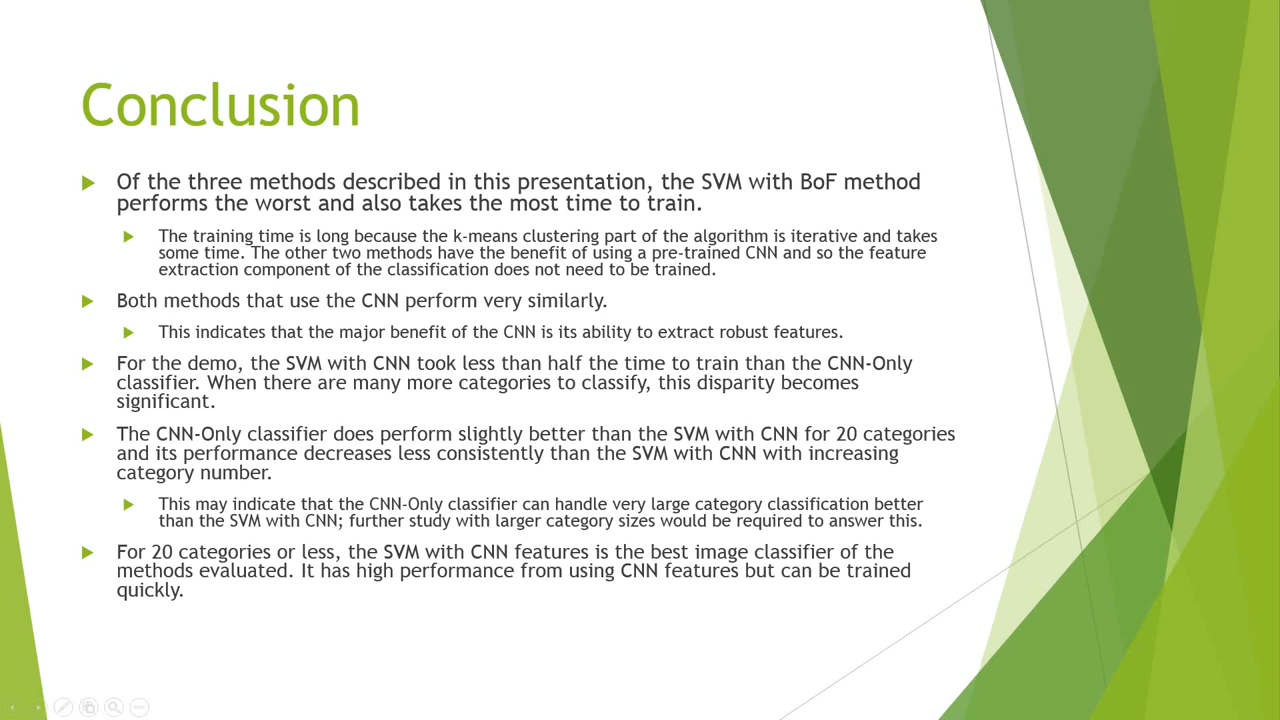 Conclusion
Of the three methods described in this presentation, the SVM with BoF method
performs the worst and also takes the most time to train.
The training time is long because the k-means clustering part of the algorithm is iterative and takes
some time. The other two methods have the benefit of using a pre-trained CNN and so the feature
extraction component of the classification does not need to be trained.
Both methods that use the CNN perform very similarly.
This indicates that the major benefit of the CNN is its ability to extract robust features.
For the demo, the SVM with CNN took less than half the time to train than the CNN-Only
classifier. When there are many more categories to classify, this disparity becomes
significant.
The CNN-Only classifier does perform slightly better than the SVM with CNN for 20 categories
and its performance decreases less consistently than the SVM with CNN with increasing
category number.
This may indicate that the CNN-Only classifier can handle very large category classification better
than the SVM with CNN; further study with larger category sizes would be required to answer this.
For 20 categories or less, the SVM with CNN features is the best image classifier of the
methods evaluated. It has high performance from using CNN features but can be trained
quickly.